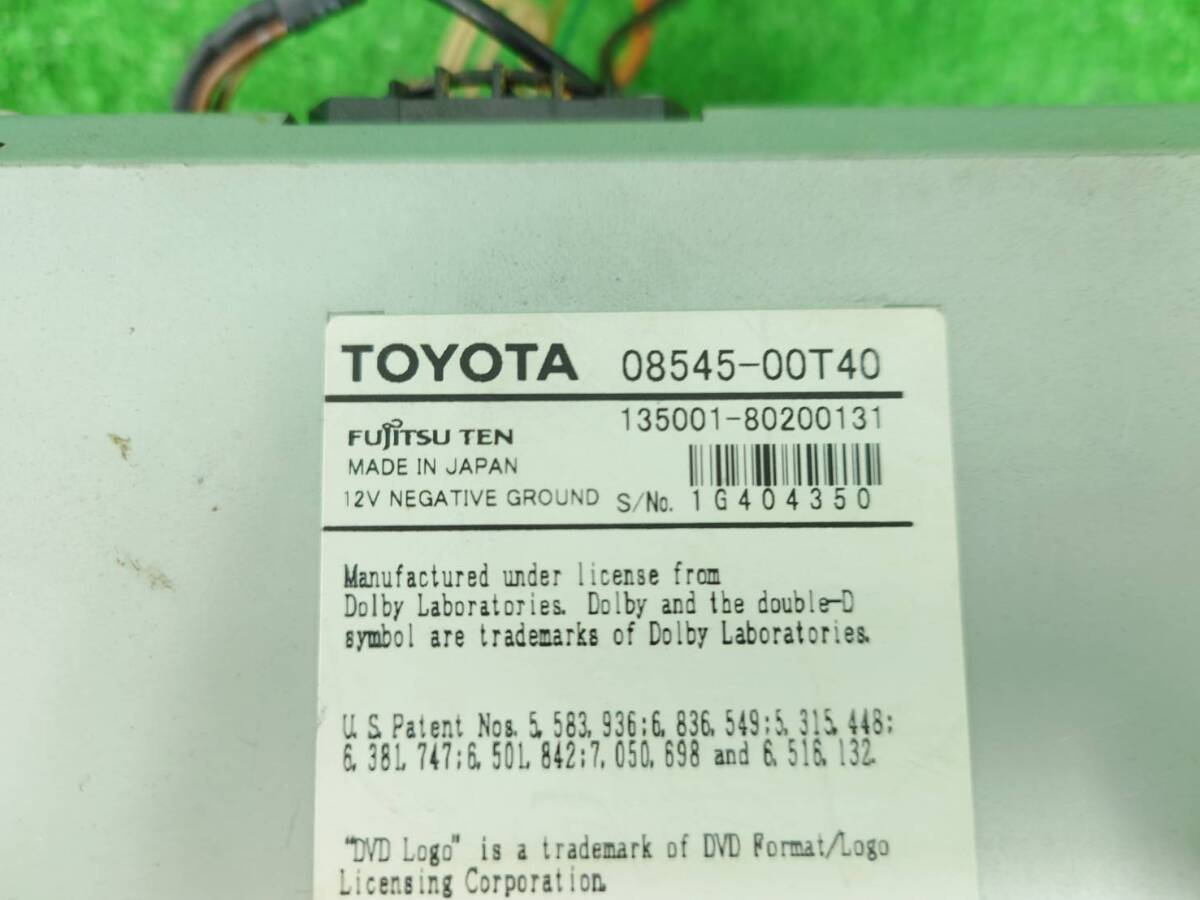 TOYOTA 08545-00T40
135001-80200131
FUJITSU TEN
MADE IN JAPAN
12V NEGATIVE GROUND S/No. 1G404350
Manufactured under license from
Dolby Laboratories. Dolby and the double-D
symbol are trademarks of Dolby Laboratories.
U.S. Patent Nos. 5,583,936;6,836,549;5,315,448;
6,381,747;6,501,842;7,050,698 and 6,516,132.
"DVD Logo" is a trademark of DVD Format/Logo
Licensing Corporation.